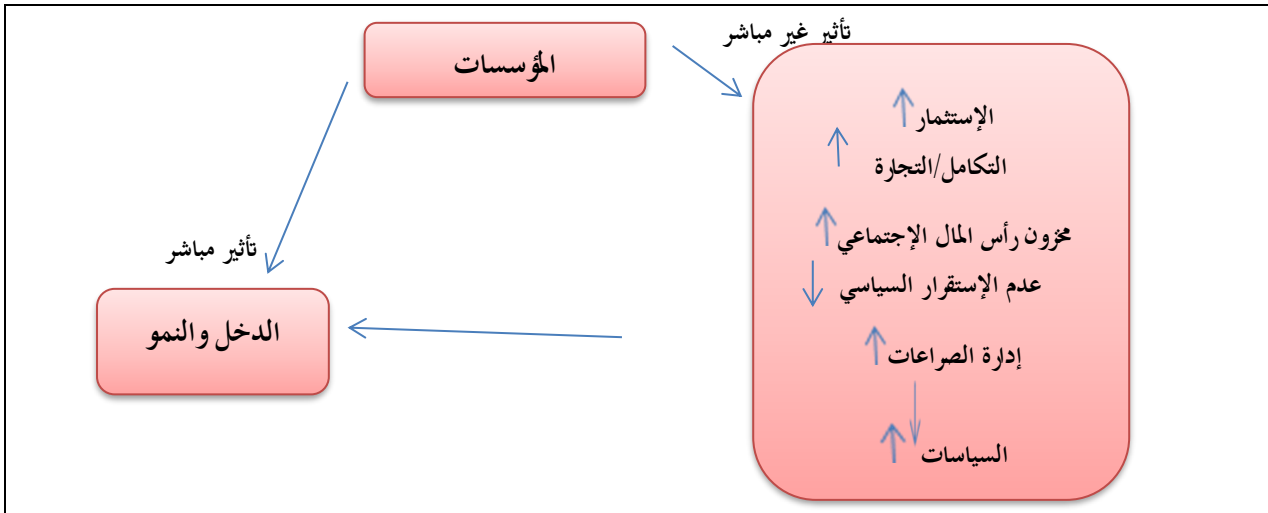 تأثير غير مباشر
المؤسسات
الإستثمار
التكامل/التجارة
مخزون رأس المال الإجتماعي
تأثير مباشر
عدم الإستقرار السياسي
الدخل والنمو
إدارة الصراعات
السياسات